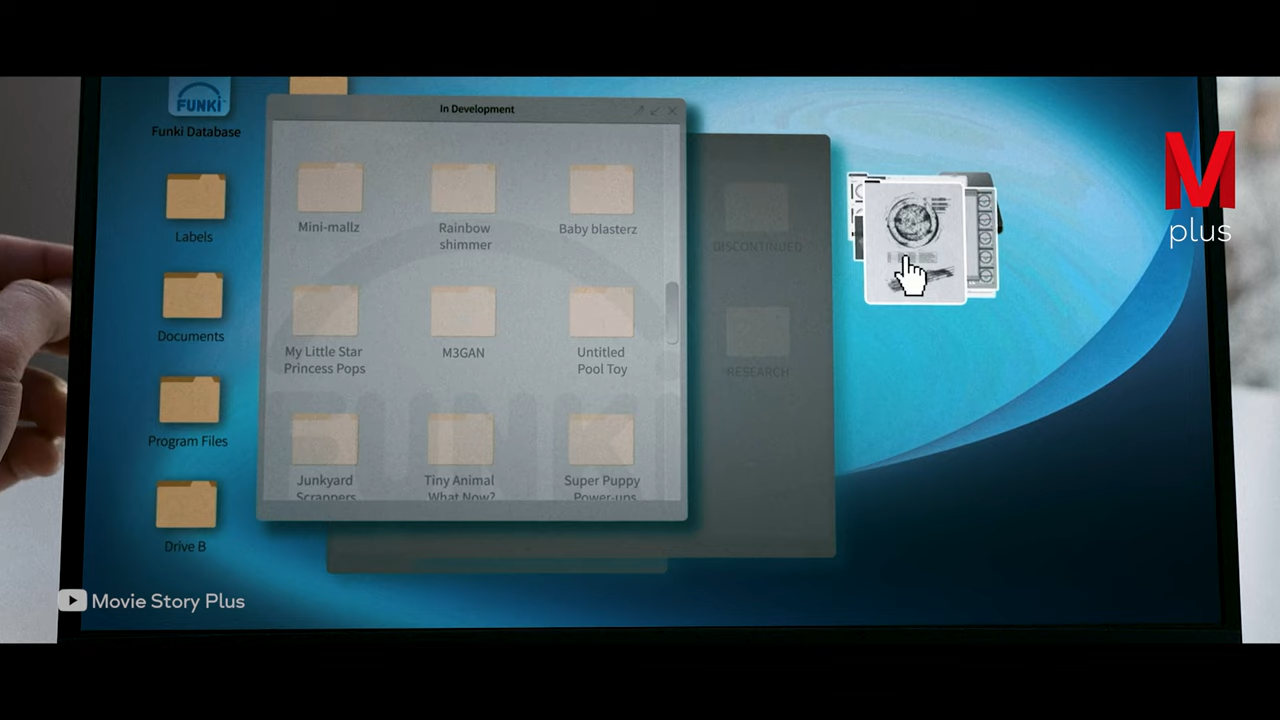 FUNKI
Funki Database
Labels
Documents
Program Files
Drive B
In Development
Mini-mallz
Rainbow
shimmer
Baby blasterz
My Little Star
Princess Pops
M3GAN
Untitled
Pool Toy
Junkyard
Scrappers
Tiny Animal
What Now?
Super Puppy
Power-ups
DISCONTINUED
RESEARCH
M
plus
Movie Story Plus